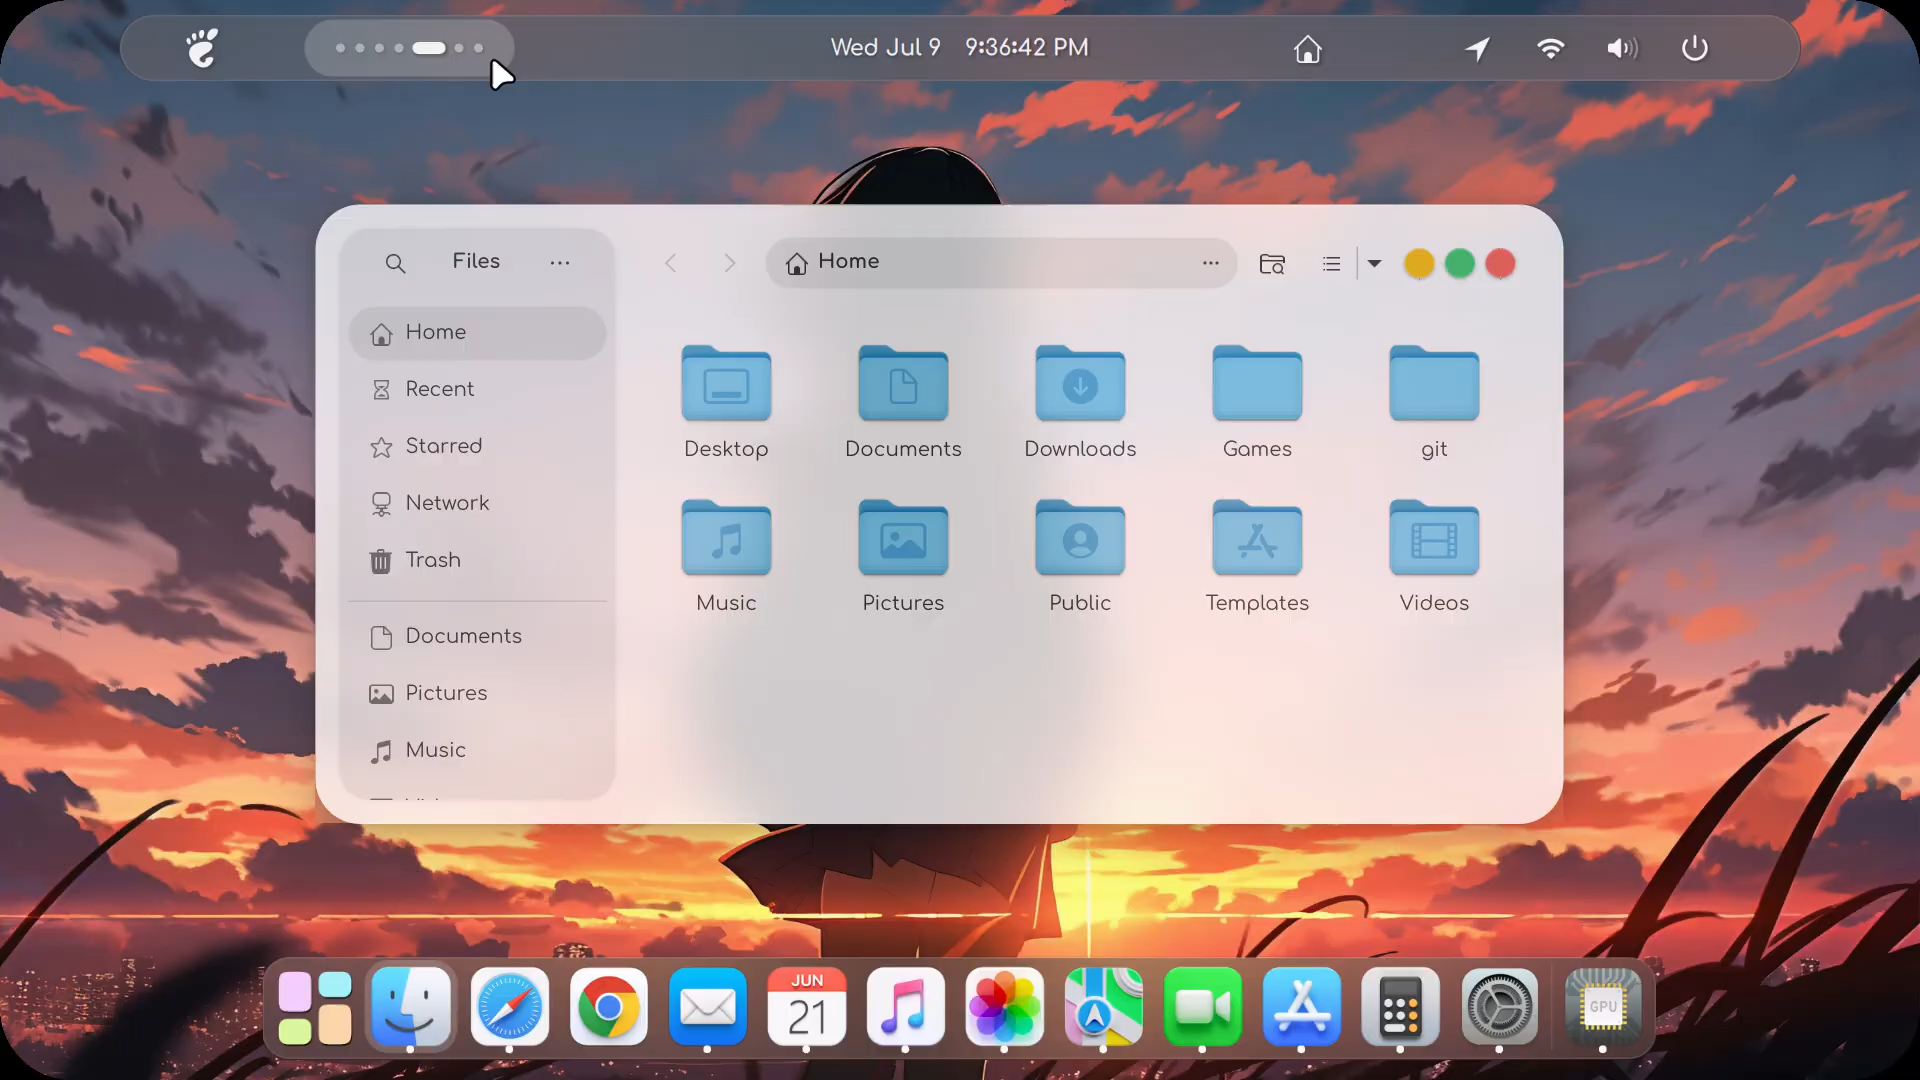 Wed Jul 9 9:36:42 PM
Files
Home
Home
Recent
Starred
Network
Trash
Documents
Pictures
Music
Desktop Documents Downloads Games git
Music Pictures Public Templates Videos
JUN
21
GPU